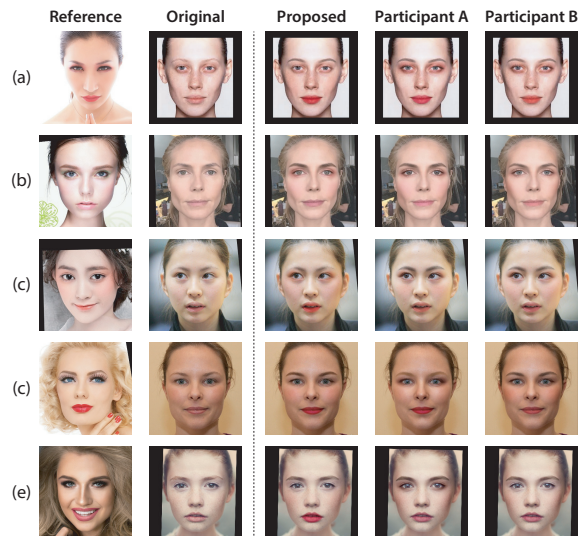 Reference Original Proposed Participant A Participant B
(a)
(b)
(c)
(c)
(e)